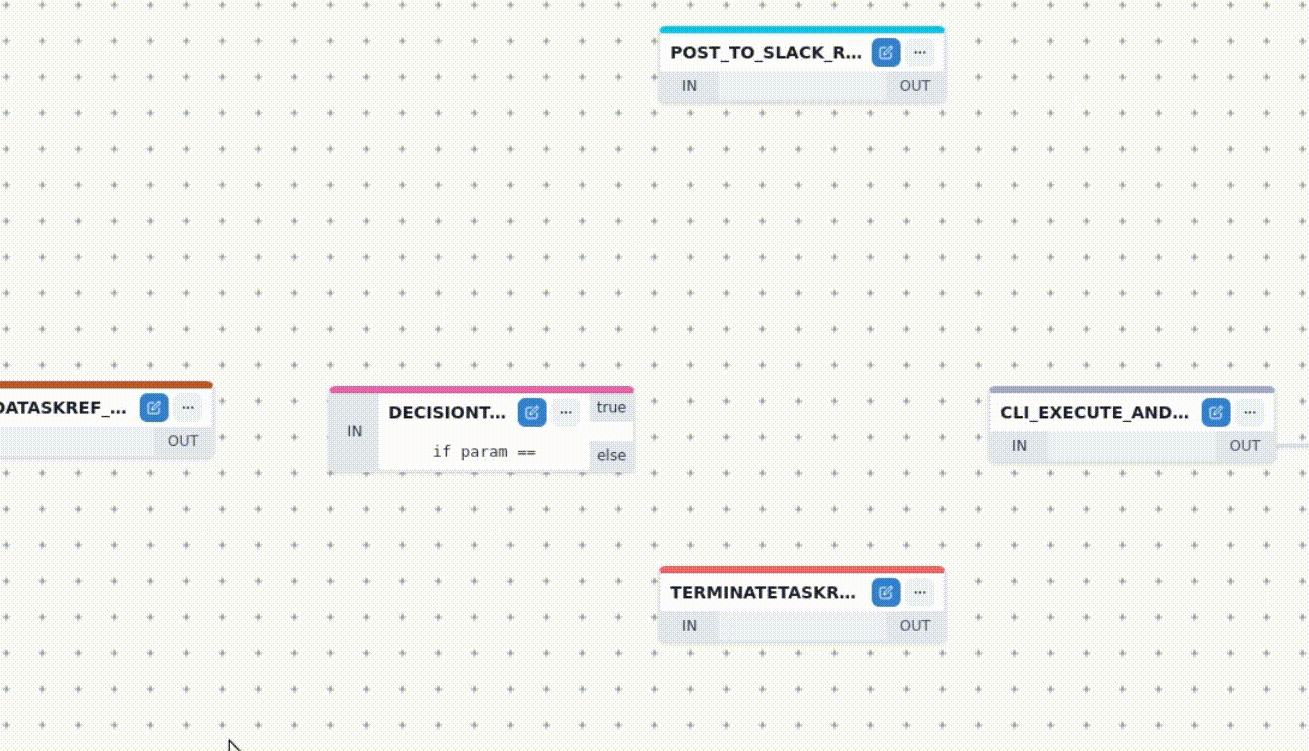 POST_TO_SLACK_R...
IN OUT
DATASKREF_...
OUT
DECISIONT...
IN
true
if param ==
else
CLI_EXECUTE_AND...
IN OUT
TERMINATETASKR...
IN OUT